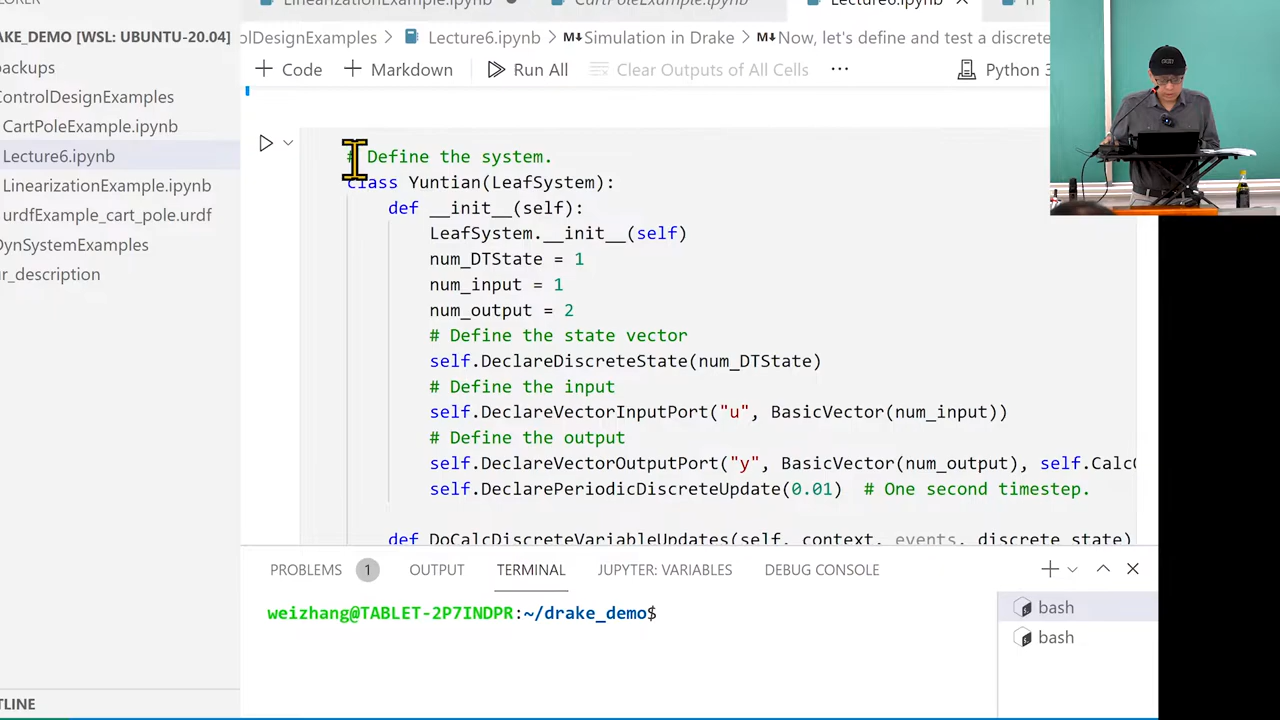 LinearizationExample.ipynb
CartPoleExample.ipynb
Lecture6.ipynb
AKE_DEMO [WSL: UBUNTU-20.04]
olDesignExamples > Lecture6.ipynb > M↓Simulation in Drake > M↓Now, let's define and test a discrete
ackups
Code
Markdown
Run All
Clear Outputs of All Cells
...
Python 3
ControlDesignExamples
CartPoleExample.ipynb
Lecture6.ipynb
LinearizationExample.ipynb
urdfExample_cart_pole.urdf
DynSystemExamples
ur_description
# Define the system.
class Yuntian(LeafSystem):
def __init__(self):
LeafSystem.__init__(self)
num_DTState = 1
num_input = 1
num_output = 2
# Define the state vector
self.DeclareDiscreteState(num_DTState)
# Define the input
self.DeclareVectorInputPort("u", BasicVector(num_input))
# Define the output
self.DeclareVectorOutputPort("y", BasicVector(num_output), self.Calc
self.DeclarePeriodicDiscreteUpdate(0.01) # One second timestep.
def DoCalcDiscreteVariableUpdates(self, context, events, discrete_state)
PROBLEMS 1 OUTPUT TERMINAL JUPYTER: VARIABLES DEBUG CONSOLE
weizhang@TABLET-2P7INDPR:~/drake_demo$
bash
bash
TLINE